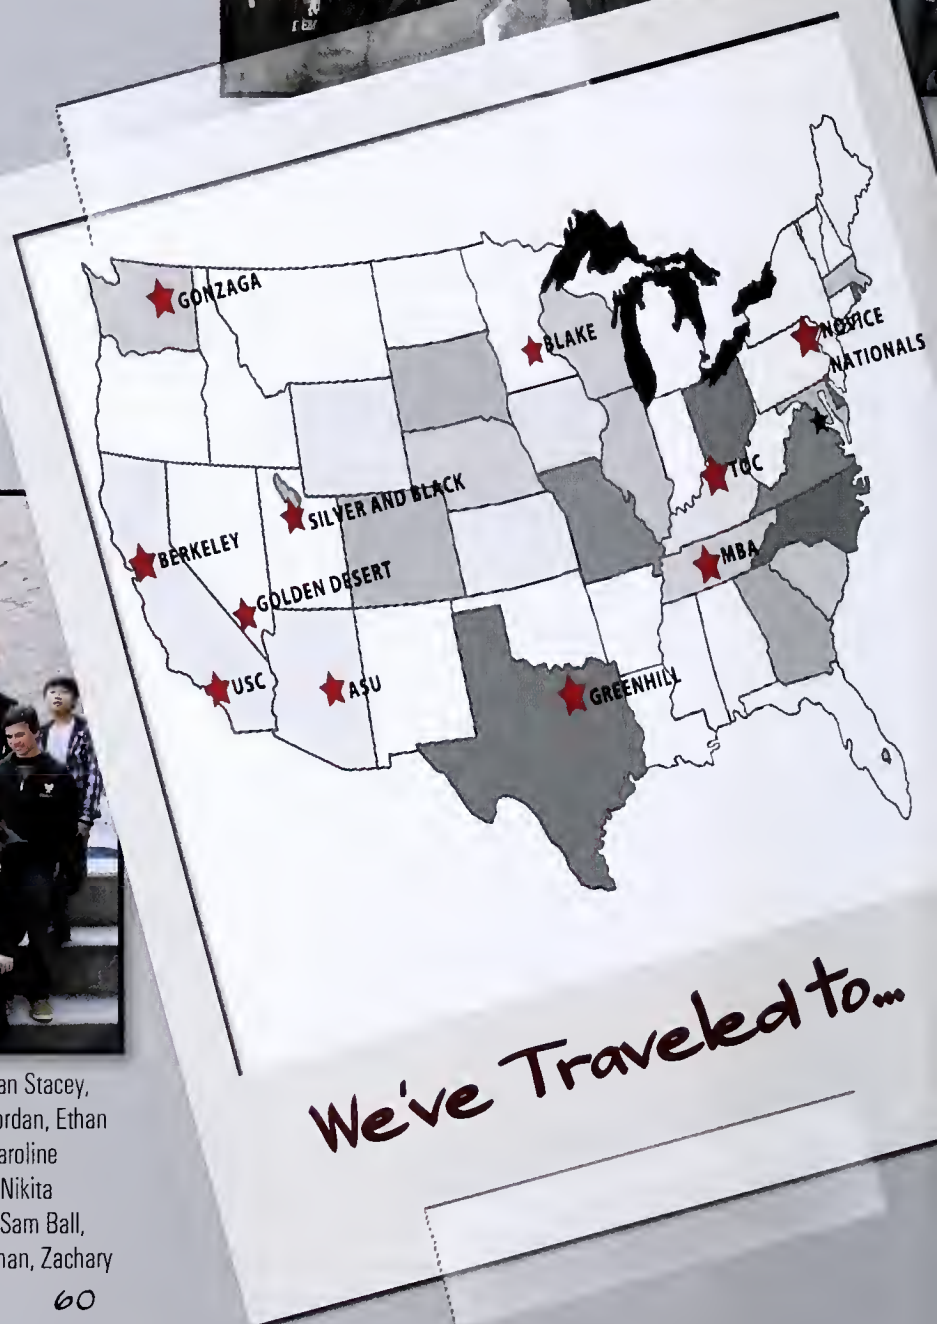 GONZAGA
BLAKE
NOVICE
NATIONALS
TOC
SILVER AND BLACK
MBA
BERKELEY
GOLDEN DESERT
USC
ASU
GREENHILL
We've Traveled to...
an Stacey,
ordan, Ethan
aroline
Nikita
Sam Ball,
nan, Zachary
60